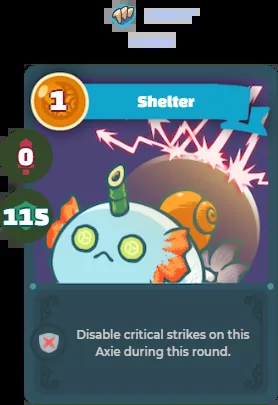 1
Shelter
0
115
Disable critical strikes on this
Axie during this round.